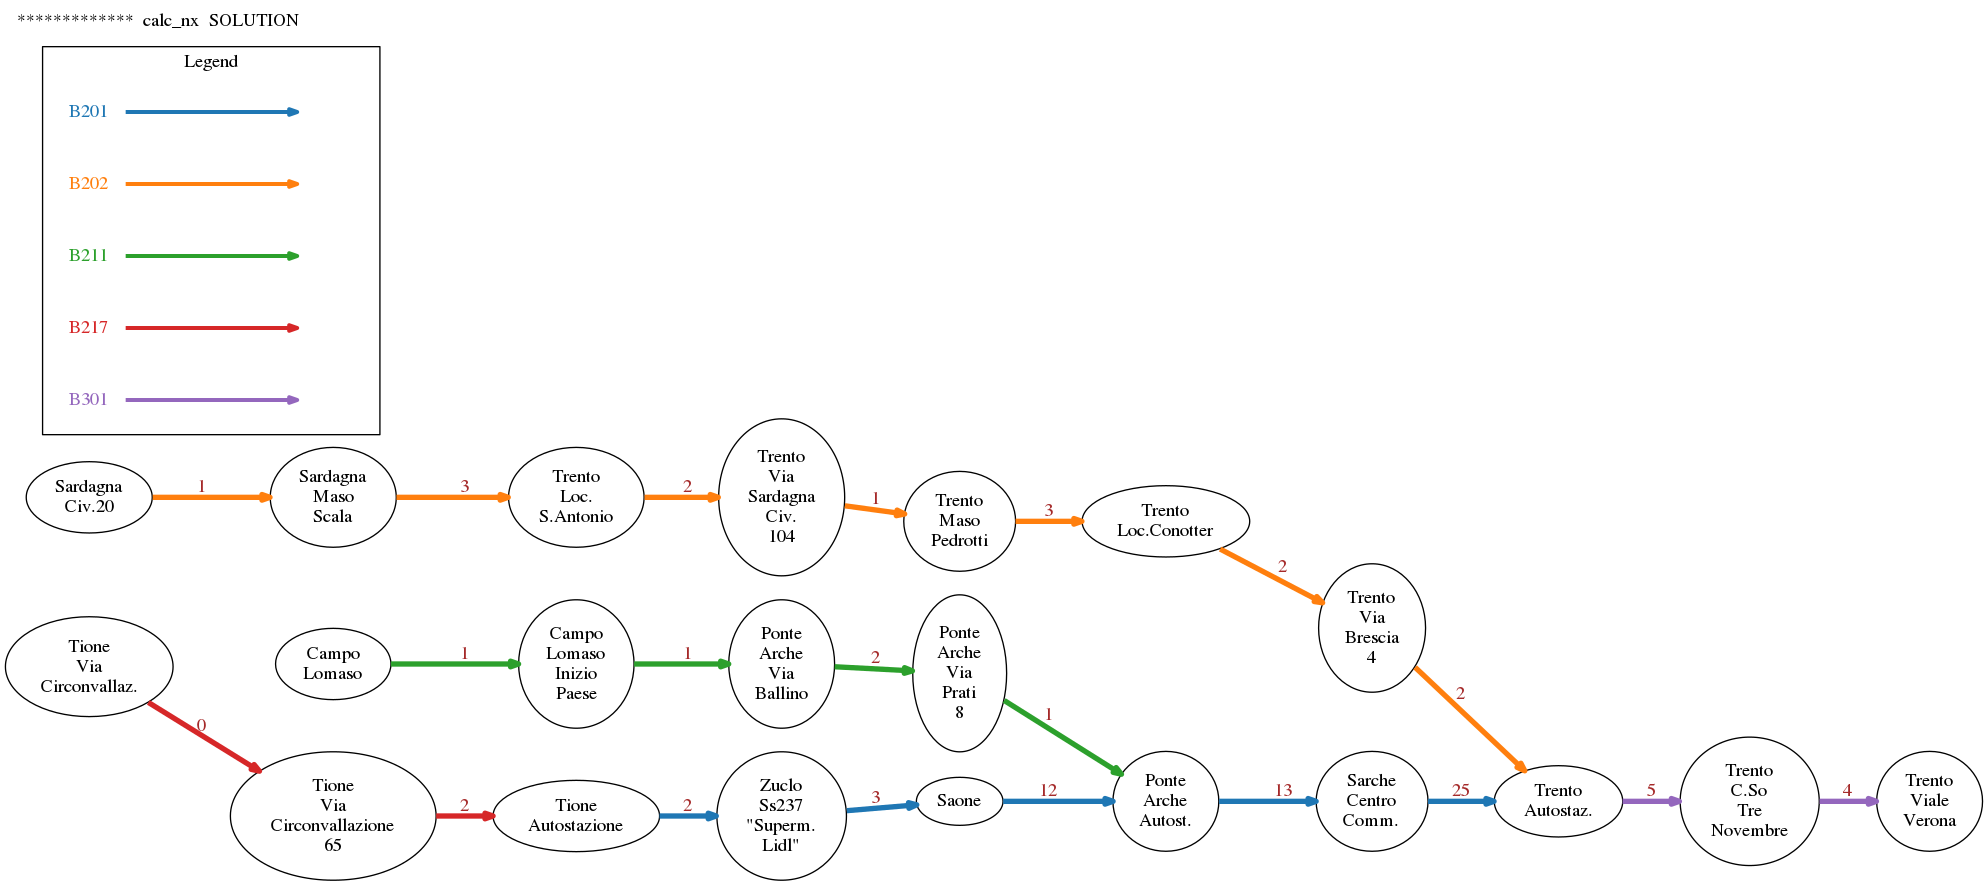 ************* calc_nx SOLUTION
Legend
B201
B202
B211
B217
B301
Sardagna
Civ.20
1
Sardagna
Maso
Scala
3
Trento
Loc.
S.Antonio
2
Trento
Via
Sardagna
Civ.
104
1
Trento
Maso
Pedrotti
3
Trento
Loc.Conotter
2
Trento
Via
Brescia
4
2
Tione
Via
Circonvallaz.
0
Campo
Lomaso
1
Campo
Lomaso
Inizio
Paese
1
Ponte
Arche
Via
Ballino
2
Ponte
Arche
Via
Prati
8
1
Tione
Via
Circonvallazione
65
2
Tione
Autostazione
2
Zuclo
Ss237
"Superm.
Lidl"
3
Saone
12
Ponte
Arche
Autost.
13
Sarche
Centro
Comm.
25
Trento
Autostaz.
5
Trento
C.So
Tre
Novembre
4
Trento
Viale
Verona